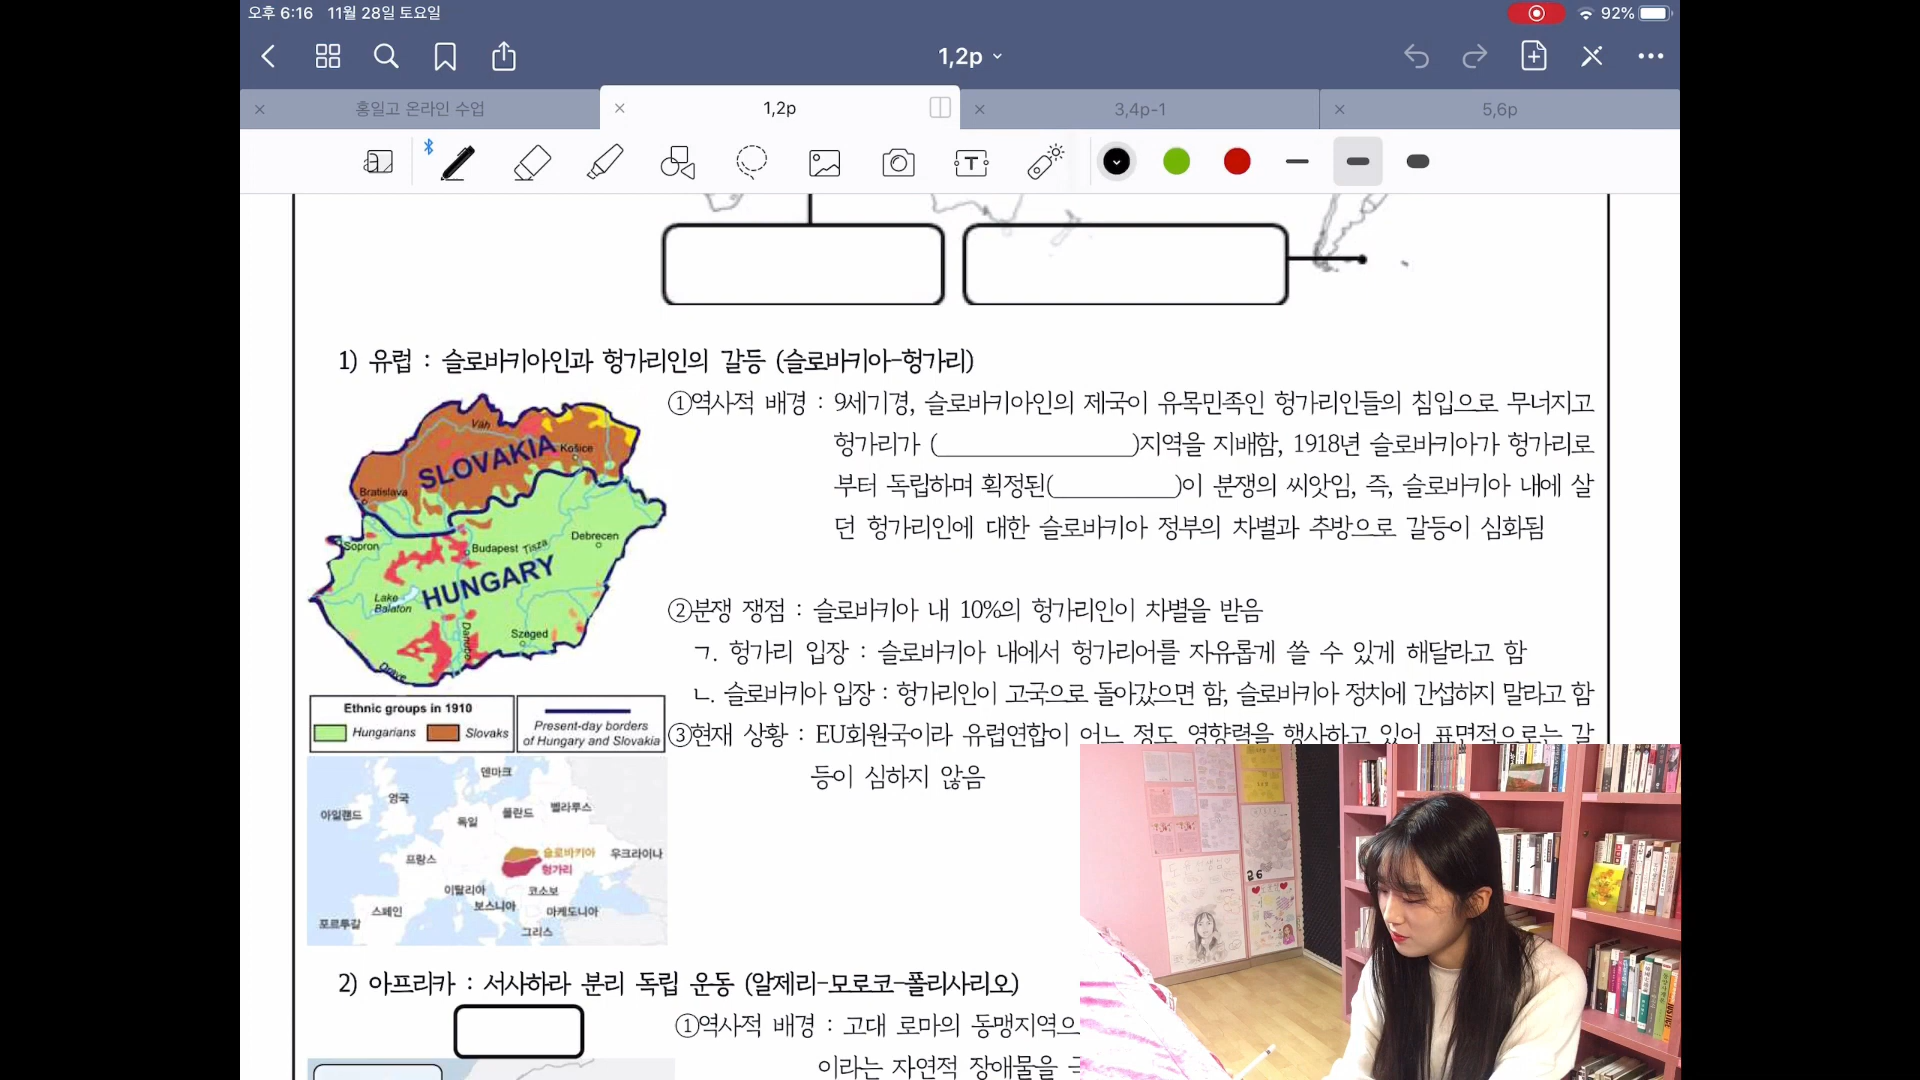 오후 6:16 11월 28일 토요일
92%
1,2p
홍일고 온라인 수업
1,2p
3,4p-1
5,6p
1) 유럽 : 슬로바키아인과 헝가리인의 갈등 (슬로바키아-헝가리)
①역사적 배경 : 9세기경, 슬로바키아인의 제국이 유목민족인 헝가리인들의 침입으로 무너지고
헝가리가 (____________)지역을 지배함, 1918년 슬로바키아가 헝가리로
부터 독립하며 획정된(________)이 분쟁의 씨앗임, 즉, 슬로바키아 내에 살
던 헝가리인에 대한 슬로바키아 정부의 차별과 추방으로 갈등이 심화됨
②분쟁 쟁점 : 슬로바키아 내 10%의 헝가리인이 차별을 받음
ㄱ. 헝가리 입장 : 슬로바키아 내에서 헝가리어를 자유롭게 쓸 수 있게 해달라고 함
ㄴ. 슬로바키아 입장 : 헝가리인이 고국으로 돌아갔으면 함, 슬로바키아 정치에 간섭하지 말라고 함
③현재 상황 : EU회원국이라 유럽연합이 어느 정도 영향력을 행사하고 있어 표면적으로는 갈
등이 심하지 않음
Váh
SLOVAKIA
Košice
Bratislava
Sopron
Budapest
Tisza
Debrecen
HUNGARY
Lake
Balaton
Danube
Szeged
Drave
Ethnic groups in 1910
Hungarians
Slovaks
Present-day borders
of Hungary and Slovakia
덴마크
영국
아일랜드
독일
폴란드
벨라루스
프랑스
슬로바키아
우크라이나
헝가리
이탈리아
코소보
스페인
보스니아
마케도니아
포르투갈
그리스
2) 아프리카 : 서사하라 분리 독립 운동 (알제리-모로코-폴리사리오)
①역사적 배경 : 고대 로마의 동맹지역으
이라는 자연적 장애물을
26